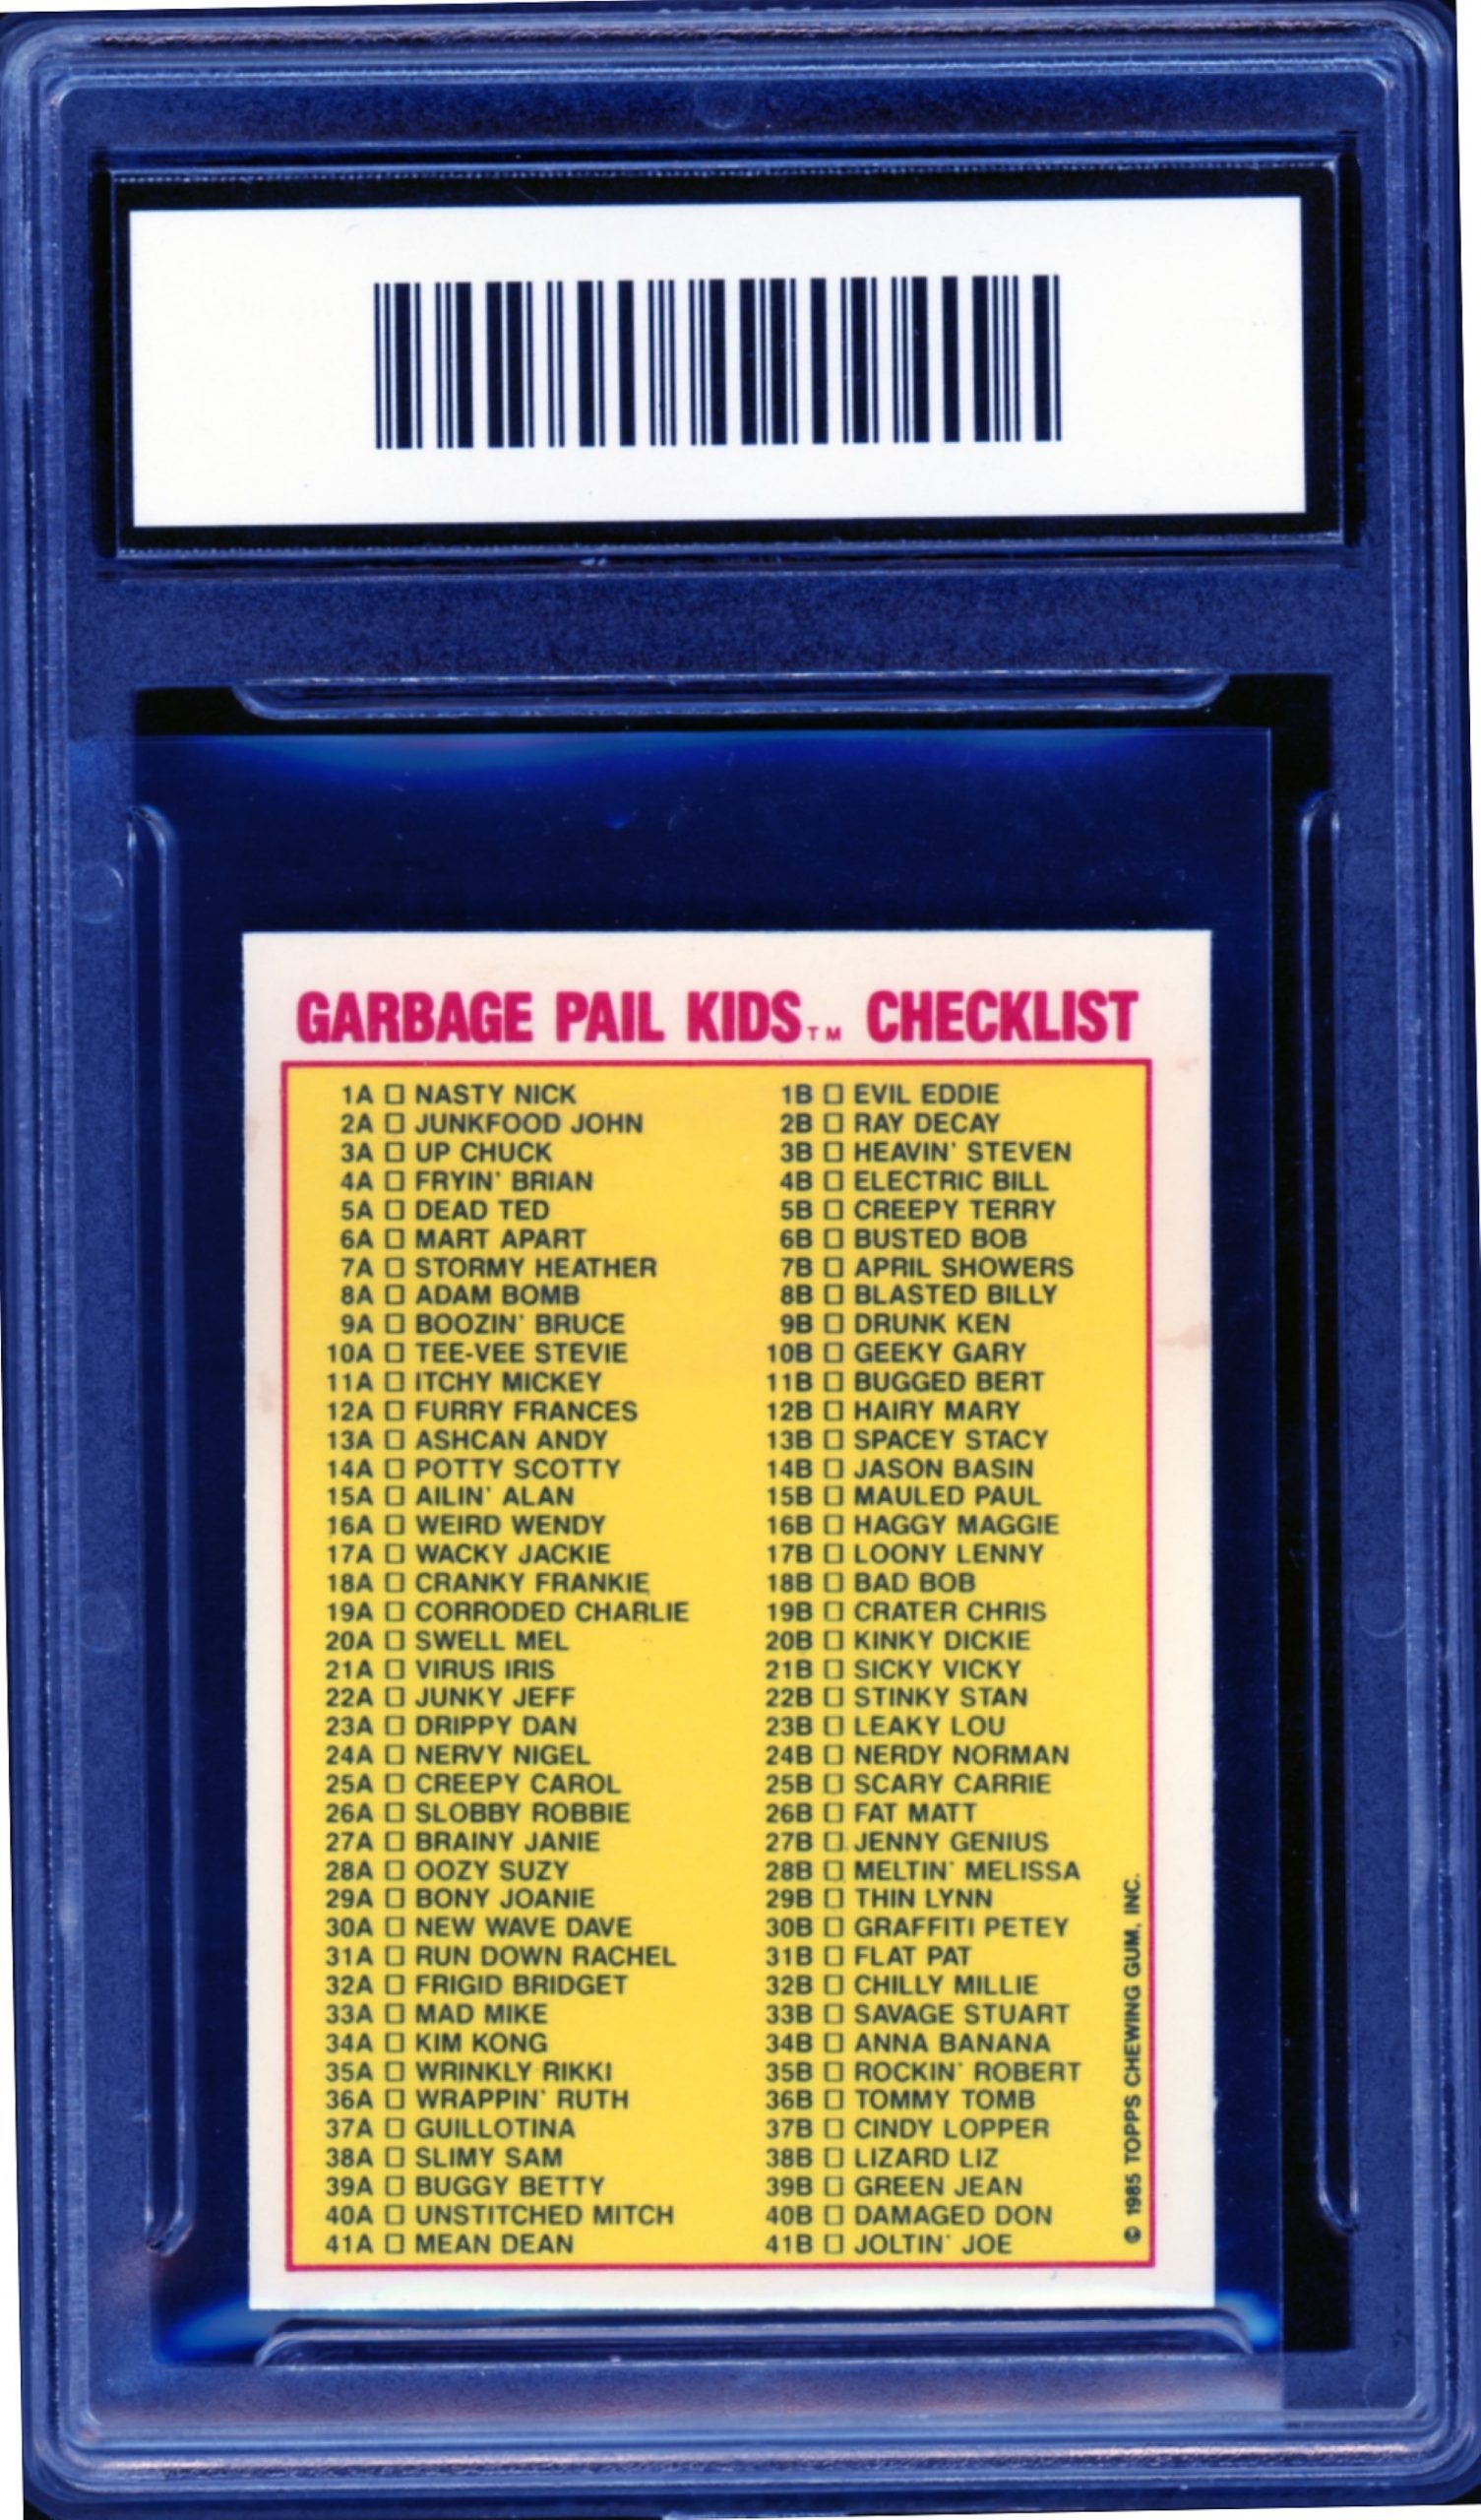 GARBAGE PAIL KIDS™ CHECKLIST
1A □ NASTY NICK 1B □ EVIL EDDIE
2A □ JUNKFOOD JOHN 2B □ RAY DECAY
3A □ UP CHUCK 3B □ HEAVIN' STEVEN
4A □ FRYIN' BRIAN 4B □ ELECTRIC BILL
5A □ DEAD TED 5B □ CREEPY TERRY
6A □ MART APART 6B □ BUSTED BOB
7A □ STORMY HEATHER 7B □ APRIL SHOWERS
8A □ ADAM BOMB 8B □ BLASTED BILLY
9A □ BOOZIN' BRUCE 9B □ DRUNK KEN
10A □ TEE-VEE STEVIE 10B □ GEEKY GARY
11A □ ITCHY MICKEY 11B □ BUGGED BERT
12A □ FURRY FRANCES 12B □ HAIRY MARY
13A □ ASHCAN ANDY 13B □ SPACEY STACY
14A □ POTTY SCOTTY 14B □ JASON BASIN
15A □ AILIN' ALAN 15B □ MAULED PAUL
16A □ WEIRD WENDY 16B □ HAGGY MAGGIE
17A □ WACKY JACKIE 17B □ LOONY LENNY
18A □ CRANKY FRANKIE 18B □ BAD BOB
19A □ CORRODED CHARLIE 19B □ CRATER CHRIS
20A □ SWELL MEL 20B □ KINKY DICKIE
21A □ VIRUS IRIS 21B □ SICKY VICKY
22A □ JUNKY JEFF 22B □ STINKY STAN
23A □ DRIPPY DAN 23B □ LEAKY LOU
24A □ NERVY NIGEL 24B □ NERDY NORMAN
25A □ CREEPY CAROL 25B □ SCARY CARRIE
26A □ SLOBBY ROBBIE 26B □ FAT MATT
27A □ BRAINY JANIE 27B □ JENNY GENIUS
28A □ OOZY SUZY 28B □ MELTIN' MELISSA
29A □ BONY JOANIE 29B □ THIN LYNN
30A □ NEW WAVE DAVE 30B □ GRAFFITI PETEY
31A □ RUN DOWN RACHEL 31B □ FLAT PAT
32A □ FRIGID BRIDGET 32B □ CHILLY MILLIE
33A □ MAD MIKE 33B □ SAVAGE STUART
34A □ KIM KONG 34B □ ANNA BANANA
35A □ WRINKLY RIKKI 35B □ ROCKIN' ROBERT
36A □ WRAPPIN' RUTH 36B □ TOMMY TOMB
37A □ GUILLOTINA 37B □ CINDY LOPPER
38A □ SLIMY SAM 38B □ LIZARD LIZ
39A □ BUGGY BETTY 39B □ GREEN JEAN
40A □ UNSTITCHED MITCH 40B □ DAMAGED DON
41A □ MEAN DEAN 41B □ JOLTIN' JOE
© 1985 TOPPS CHEWING GUM, INC.